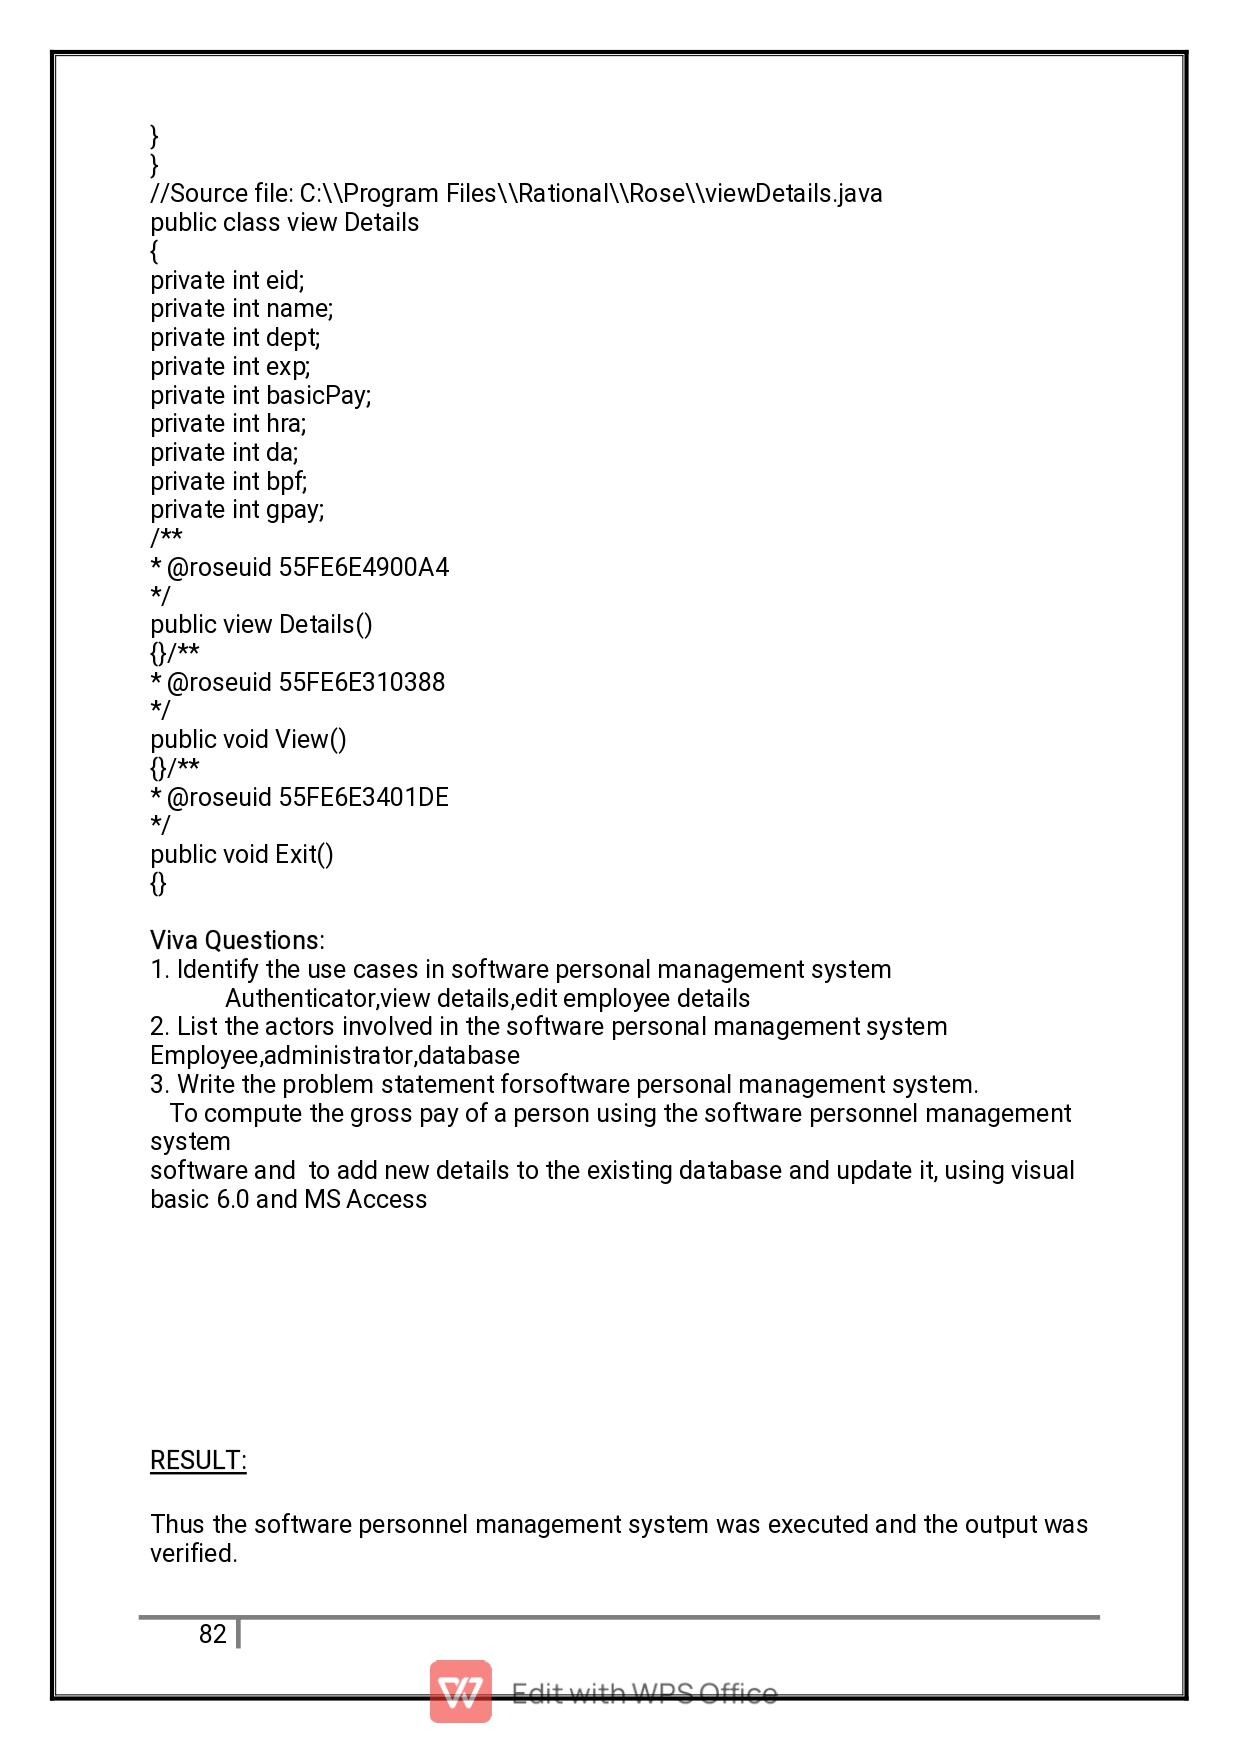 }
}
//Source file: C:\\Program Files\\Rational\\Rose\\viewDetails.java
public class view Details
{
private int eid;
private int name;
private int dept;
private int exp;
private int basicPay;
private int hra;
private int da;
private int bpf;
private int gpay;
/**
* @roseuid 55FE6E4900A4
*/
public view Details()
{}/**
* @roseuid 55FE6E310388
*/
public void View()
{}/**
* @roseuid 55FE6E3401DE
*/
public void Exit()
{}
Viva Questions:
1. Identify the use cases in software personal management system
Authenticator,view details,edit employee details
2. List the actors involved in the software personal management system
Employee,administrator,database
3. Write the problem statement forsoftware personal management system.
To compute the gross pay of a person using the software personnel management
system
software and  to add new details to the existing database and update it, using visual
basic 6.0 and MS Access
RESULT:
Thus the software personnel management system was executed and the output was
verified.
82
Edit with WPS Office